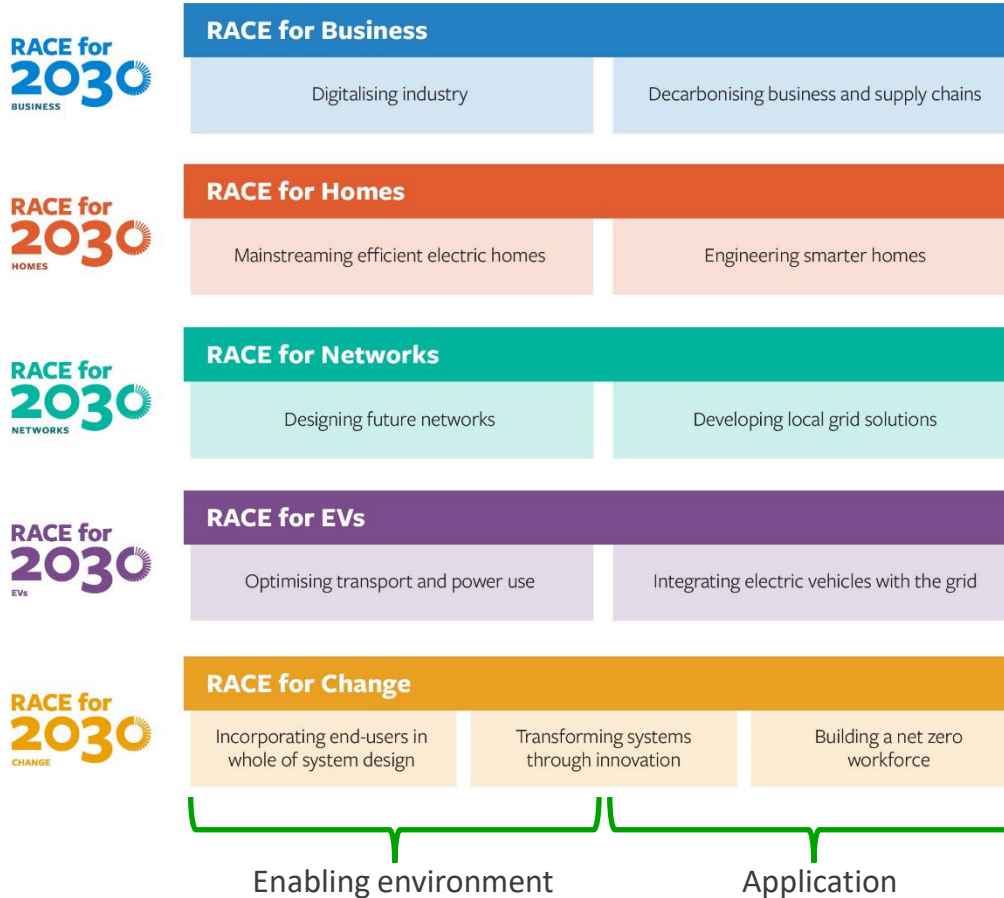 RACE for
2030
BUSINESS
RACE for Business
Digitalising industry
Decarbonising business and supply chains
RACE for
2030
HOMES
RACE for Homes
Mainstreaming efficient electric homes
Engineering smarter homes
RACE for
2030
NETWORKS
RACE for Networks
Designing future networks
Developing local grid solutions
RACE for
2030
EVs
RACE for EVs
Optimising transport and power use
Integrating electric vehicles with the grid
RACE for
2030
CHANGE
RACE for Change
Incorporating end-users in
whole of system design
Transforming systems
through innovation
Building a net zero
workforce
Enabling environment
Application